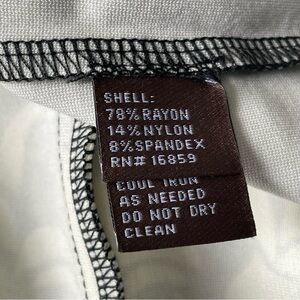 SHELL:
78% RAYON
14% NYLON
8% SPANDEX
RN# 16859
COOL IRON
AS NEEDED
DO NOT DRY
CLEAN